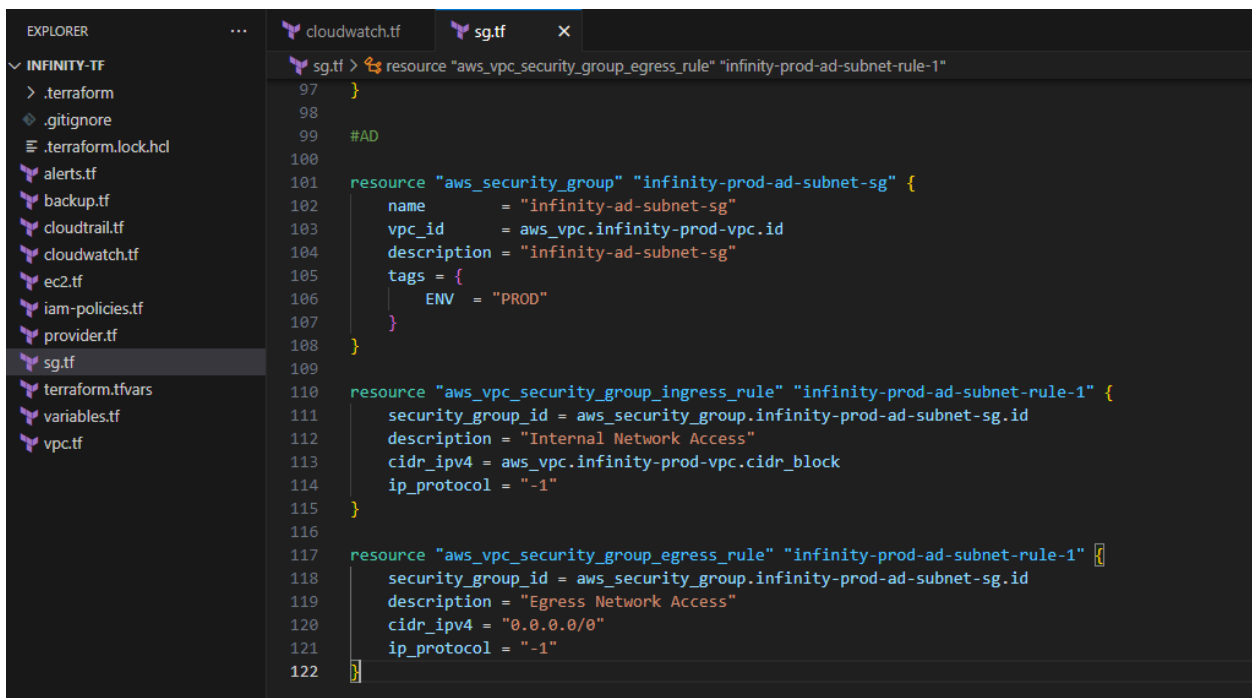 EXPLORER ...
INFINITY-TF
.terraform
.gitignore
.terraform.lock.hcl
alerts.tf
backup.tf
cloudtrail.tf
cloudwatch.tf
ec2.tf
iam-policies.tf
provider.tf
sg.tf
terraform.tfvars
variables.tf
vpc.tf
cloudwatch.tf sg.tf
sg.tf > resource "aws_vpc_security_group_egress_rule" "infinity-prod-ad-subnet-rule-1"
97 }
98
99 #AD
100
101 resource "aws_security_group" "infinity-prod-ad-subnet-sg" {
102 name = "infinity-ad-subnet-sg"
103 vpc_id = aws_vpc.infinity-prod-vpc.id
104 description = "infinity-ad-subnet-sg"
105 tags = {
106 ENV = "PROD"
107 }
108 }
109
110 resource "aws_vpc_security_group_ingress_rule" "infinity-prod-ad-subnet-rule-1" {
111 security_group_id = aws_security_group.infinity-prod-ad-subnet-sg.id
112 description = "Internal Network Access"
113 cidr_ipv4 = aws_vpc.infinity-prod-vpc.cidr_block
114 ip_protocol = "-1"
115 }
116
117 resource "aws_vpc_security_group_egress_rule" "infinity-prod-ad-subnet-rule-1" {
118 security_group_id = aws_security_group.infinity-prod-ad-subnet-sg.id
119 description = "Egress Network Access"
120 cidr_ipv4 = "0.0.0.0/0"
121 ip_protocol = "-1"
122 }